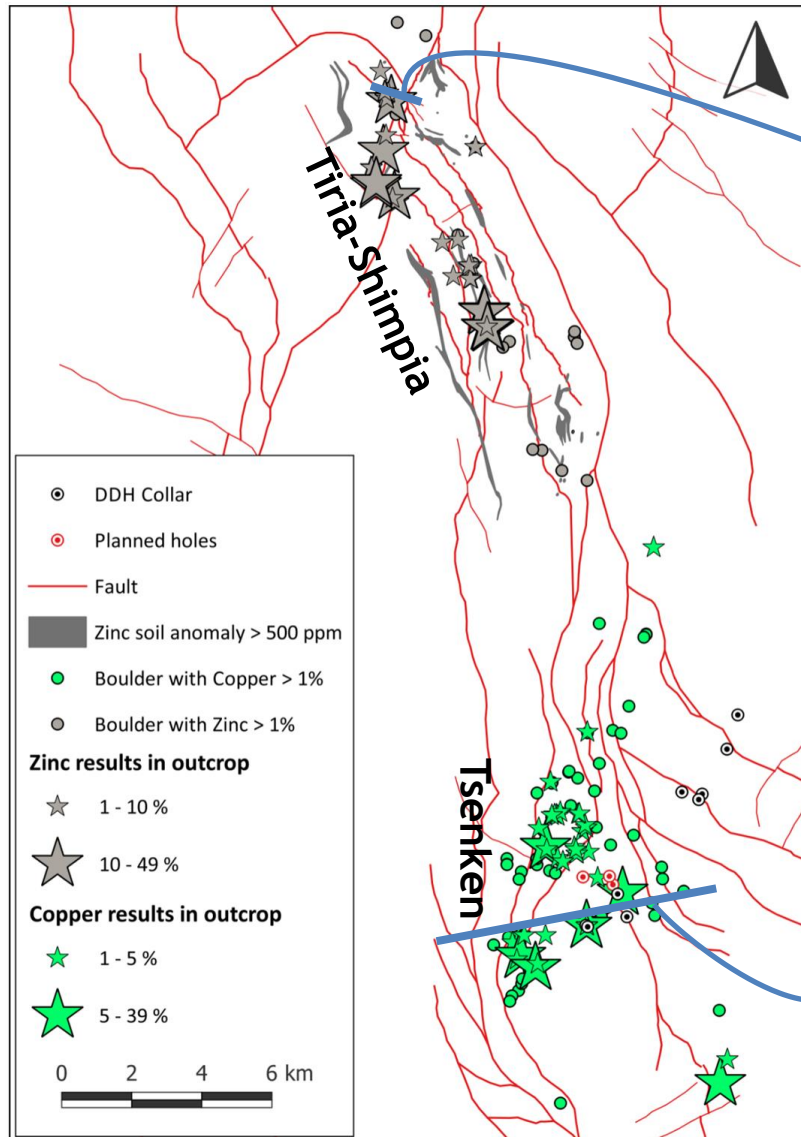 Tiria-Shimpia
DDH Collar
Planned holes
Fault
Zinc soil anomaly > 500 ppm
Boulder with Copper > 1%
Boulder with Zinc > 1%
Zinc results in outcrop
1 - 10 %
10 - 49 %
Copper results in outcrop
1 - 5 %
5 - 39 %
0 2 4 6 km
Tsenken